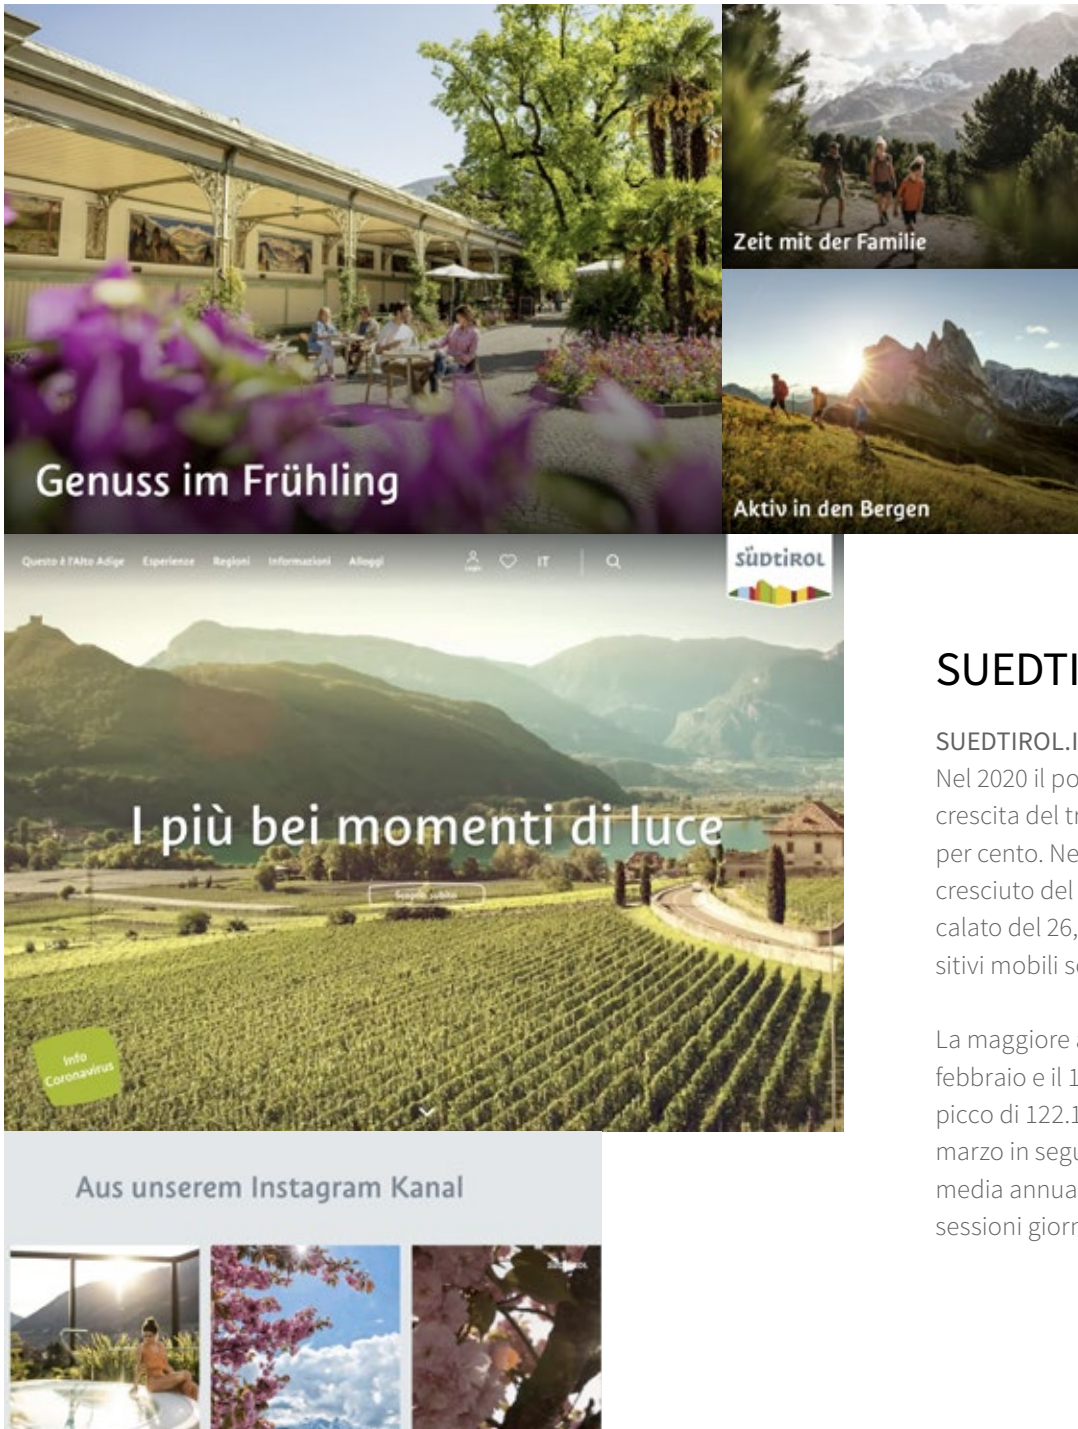 Genuss im Frühling
Zeit mit der Familie
Aktiv in den Bergen
Questo è l'Alto Adige Esperienze Regioni Informazioni Alloggi Login IT
SÜDTIROL
I più bei momenti di luce
Info
Coronavirus
SUEDTI
SUEDTIROL.I
Nel 2020 il po
crescita del tr
per cento. Ne
cresciuto del
calato del 26,
sitivi mobili s
La maggiore a
febbraio e il 1
picco di 122.1
marzo in segu
media annua
sessioni giorn
Aus unserem Instagram Kanal